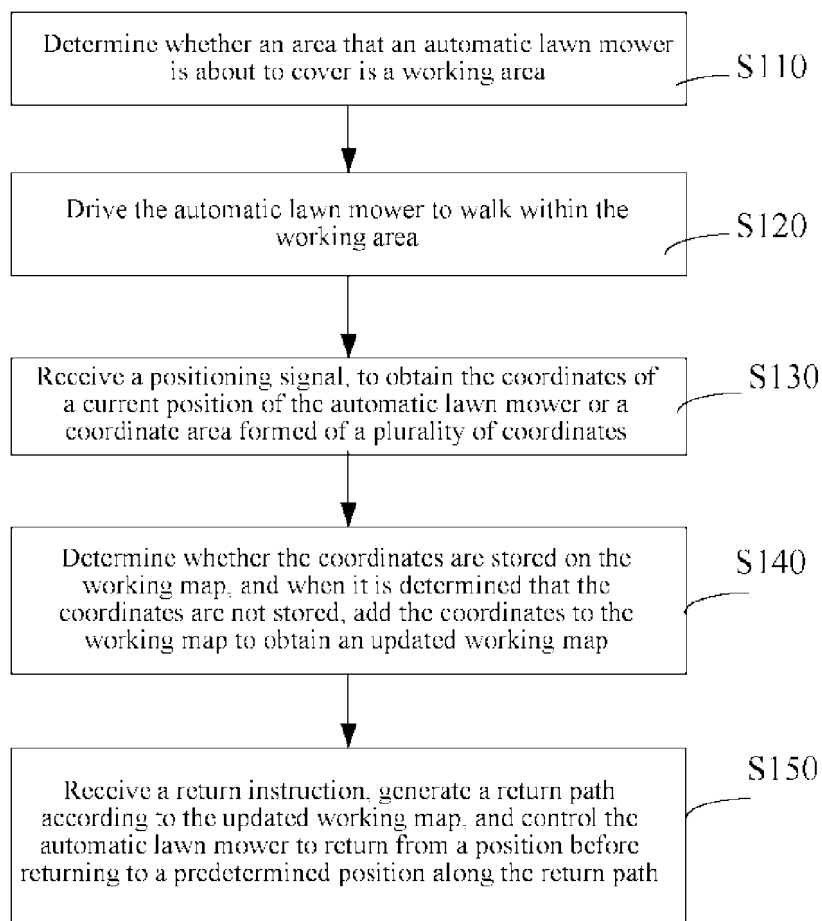 Determine whether an area that an automatic lawn mower
is about to cover is a working area
S110
Drive the automatic lawn mower to walk within the
working area
S120
Receive a positioning signal, to obtain the coordinates of
a current position of the automatic lawn mower or a
coordinate area formed of a plurality of coordinates
S130
Determine whether the coordinates are stored on the
working map, and when it is determined that the
coordinates are not stored, add the coordinates to the
working map to obtain an updated working map
S140
Receive a return instruction, generate a return path
according to the updated working map, and control the
automatic lawn mower to return from a position before
returning to a predetermined position along the return path
S150